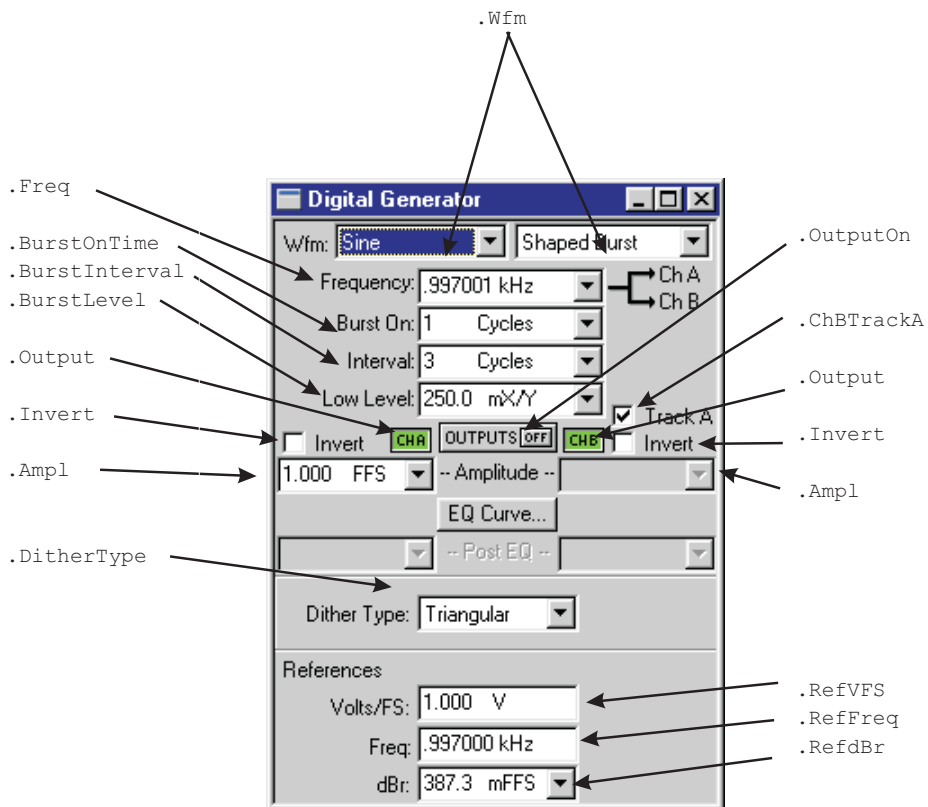 .Wfm
.Freq
Digital Generator
.BurstOnTime
Wfm: Sine Shaped Burst
.OutputOn
.BurstInterval
Frequency: .997001 kHz
Ch A
.BurstLevel
Ch B
Burst On: 1 Cycles
.ChBTrackA
.Output
Interval: 3 Cycles
.Output
Low Level: 250.0 mX/Y
Track A
.Invert
Invert CHA OUTPUTS OFF CHB Invert
.Invert
.Ampl
1.000 FFS -- Amplitude --
.Ampl
EQ Curve...
.DitherType
-- Post EQ --
Dither Type: Triangular
References
.RefVFS
Volts/FS: 1.000 V
.RefFreq
Freq: .997000 kHz
.RefdBr
dBr: 387.3 mFFS